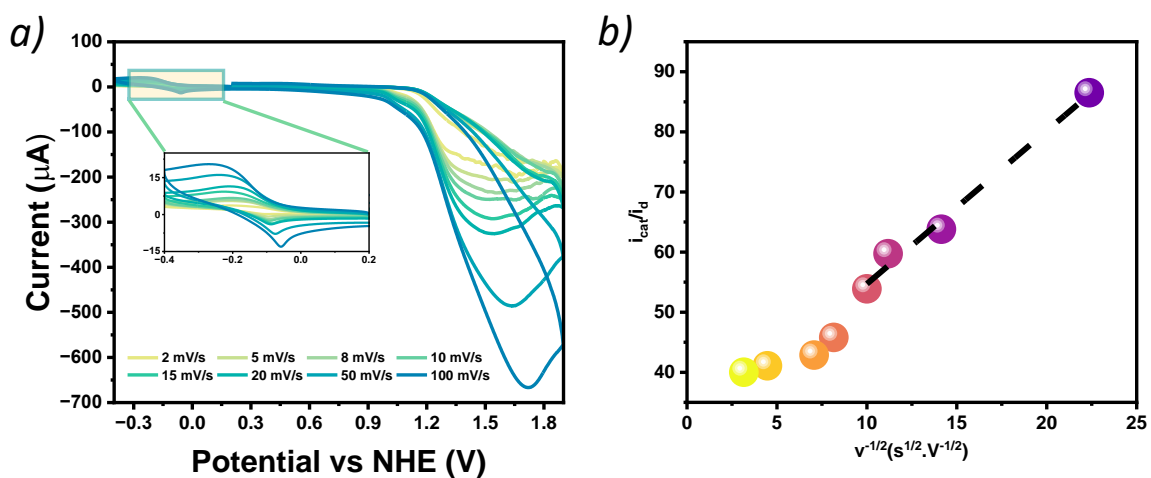 a)
100
0
−100
−200
−300
−400
−500
−600
−700
Current (μA)
15
0
−15
−0.4 −0.2 0.0 0.2
2 mV/s 5 mV/s 8 mV/s 10 mV/s
15 mV/s 20 mV/s 50 mV/s 100 mV/s
−0.3 0.0 0.3 0.6 0.9 1.2 1.5 1.8
Potential vs NHE (V)
b)
90
80
70
60
50
40
i_cat/i_d
0 5 10 15 20 25
v^-1/2(s^1/2.V^-1/2)